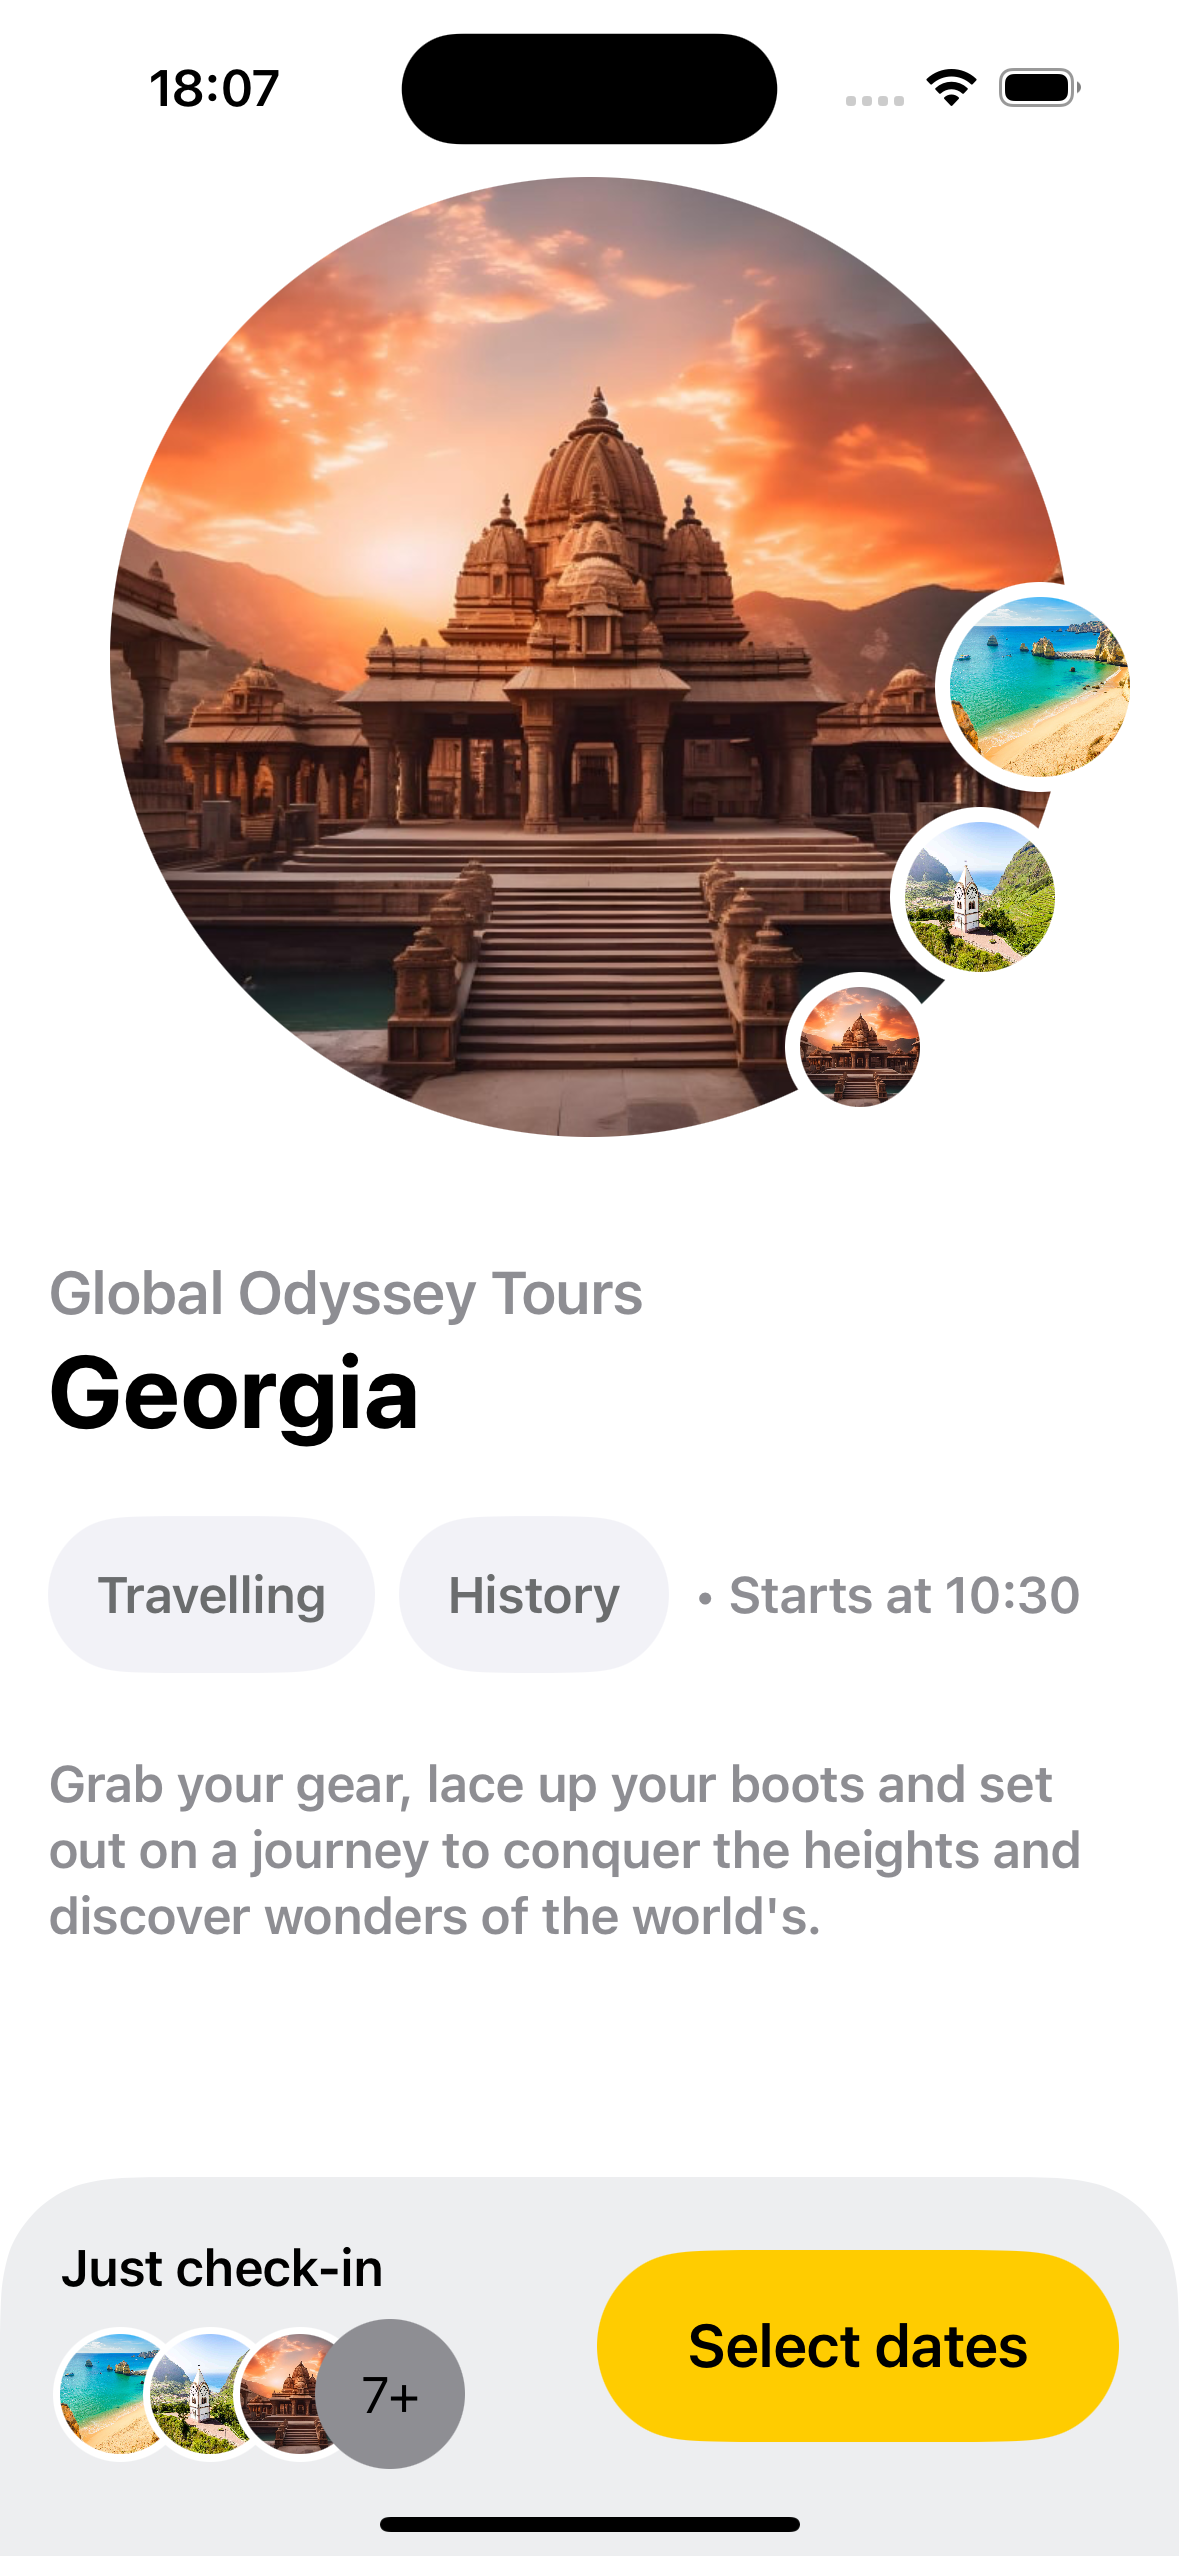 18:07
Global Odyssey Tours
Georgia
Travelling History • Starts at 10:30
Grab your gear, lace up your boots and set
out on a journey to conquer the heights and
discover wonders of the world's.
Just check-in
7+
Select dates